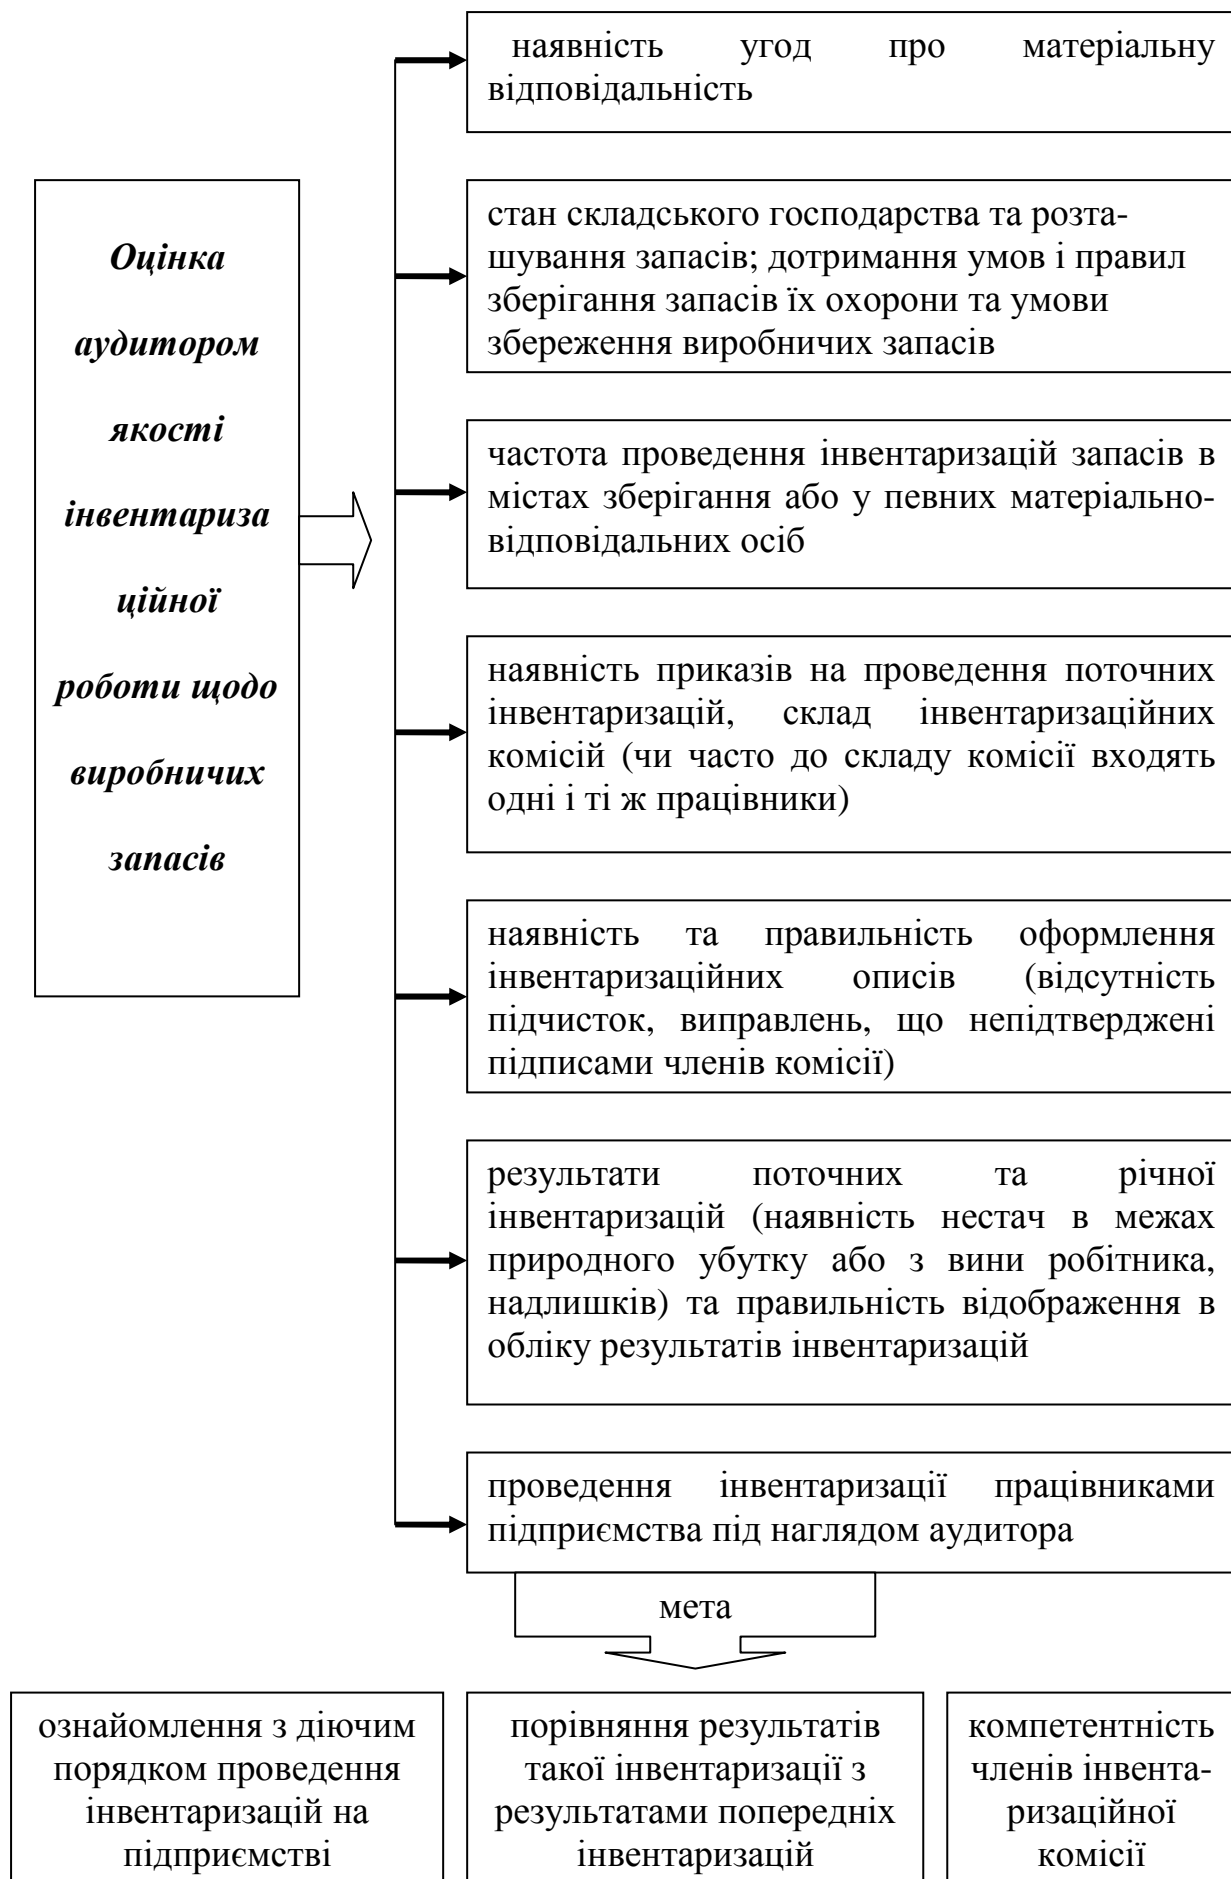 наявність угод про матеріальну
відповідальність
Оцінка
аудитором
якості
інвентариза
ційної
роботи щодо
виробничих
запасів
стан складського господарства та розта-
шування запасів; дотримання умов і правил
зберігання запасів їх охорони та умови
збереження виробничих запасів
частота проведення інвентаризацій запасів в
містах зберігання або у певних матеріально-
відповідальних осіб
наявність приказів на проведення поточних
інвентаризацій, склад інвентаризаційних
комісій (чи часто до складу комісії входять
одні і ті ж працівники)
наявність та правильність оформлення
інвентаризаційних описів (відсутність
підчисток, виправлень, що непідтверджені
підписами членів комісії)
результати поточних та річної
інвентаризацій (наявність нестач в межах
природного убутку або з вини робітника,
надлишків) та правильність відображення в
обліку результатів інвентаризацій
проведення інвентаризації працівниками
підприємства під наглядом аудитора
мета
ознайомлення з діючим
порядком проведення
інвентаризацій на
підприємстві
порівняння результатів
такої інвентаризації з
результатами попередніх
інвентаризацій
компетентність
членів інвента-
ризаційної
комісії